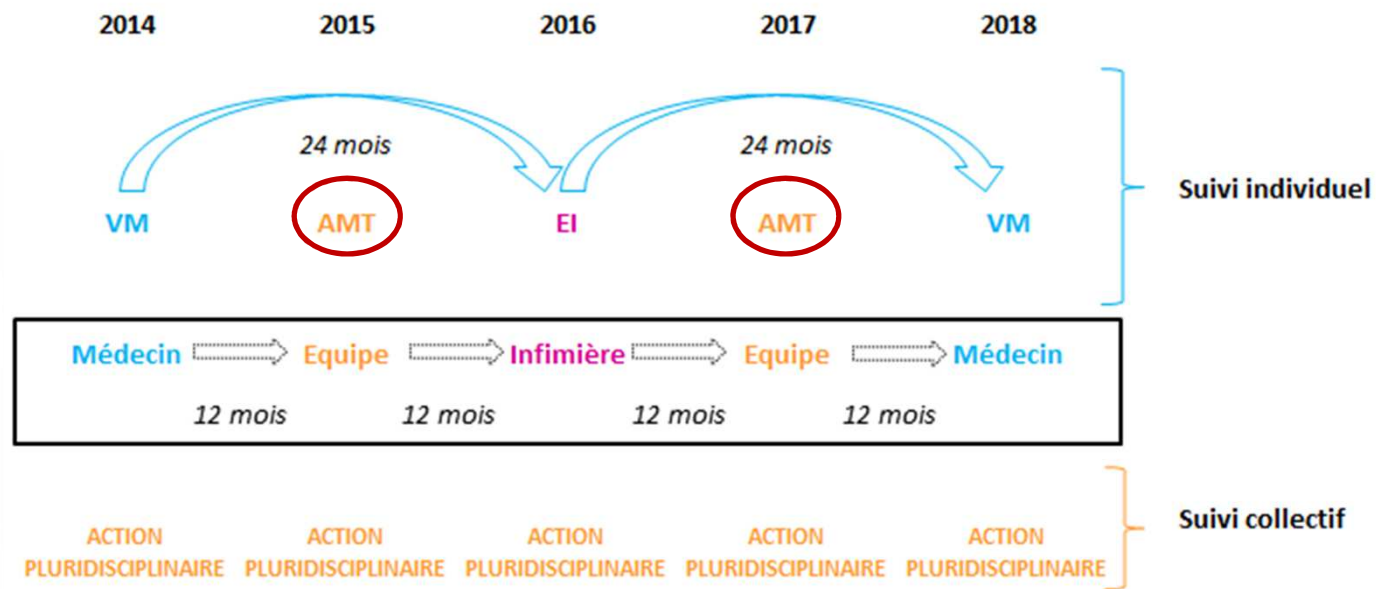 2014 2015 2016 2017 2018
24 mois 24 mois
VM AMT EI AMT VM
Suivi individuel
Médecin Equipe Infimière Equipe Médecin
12 mois 12 mois 12 mois 12 mois
Suivi collectif
ACTION ACTION ACTION ACTION ACTION
PLURIDISCIPLINAIRE PLURIDISCIPLINAIRE PLURIDISCIPLINAIRE PLURIDISCIPLINAIRE PLURIDISCIPLINAIRE